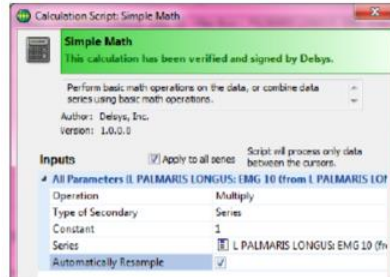 Calculation Script: Simple Math
Simple Math
This calculation has been verified and signed by Delsys.
Perform basic math operations on the data, or combine data
series using basic math operations.
Author: Delsys, Inc.
Version: 1.0.0.0
Inputs
Apply to all series
Script will process only data
between the cursors.
All Parameters (L PALMARIS LONGUS: EMG 10 (from L PALMARIS LO
Operation Multiply
Type of Secondary Series
Constant 1
Series L PALMARIS LONGUS: EMG 10 (fr
Automatically Resample